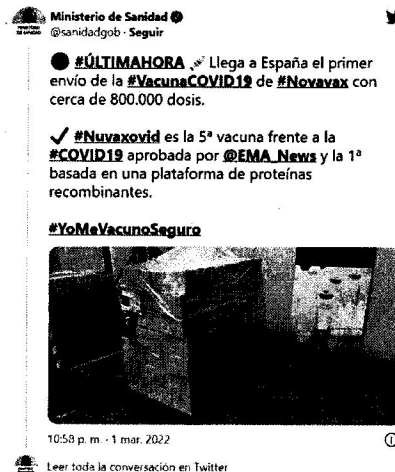 Ministerio de Sanidad
@sanidadgob · Seguir
#ÚLTIMAHORA Llega a España el primer
envío de la #VacunaCOVID19 de #Novavax con
cerca de 800.000 dosis.
✓ #Nuvaxovid es la 5ª vacuna frente a la
#COVID19 aprobada por @EMA_News y la 1ª
basada en una plataforma de proteínas
recombinantes.
#YoMeVacunoSeguro
10:58 p. m. · 1 mar. 2022
Leer toda la conversación en Twitter